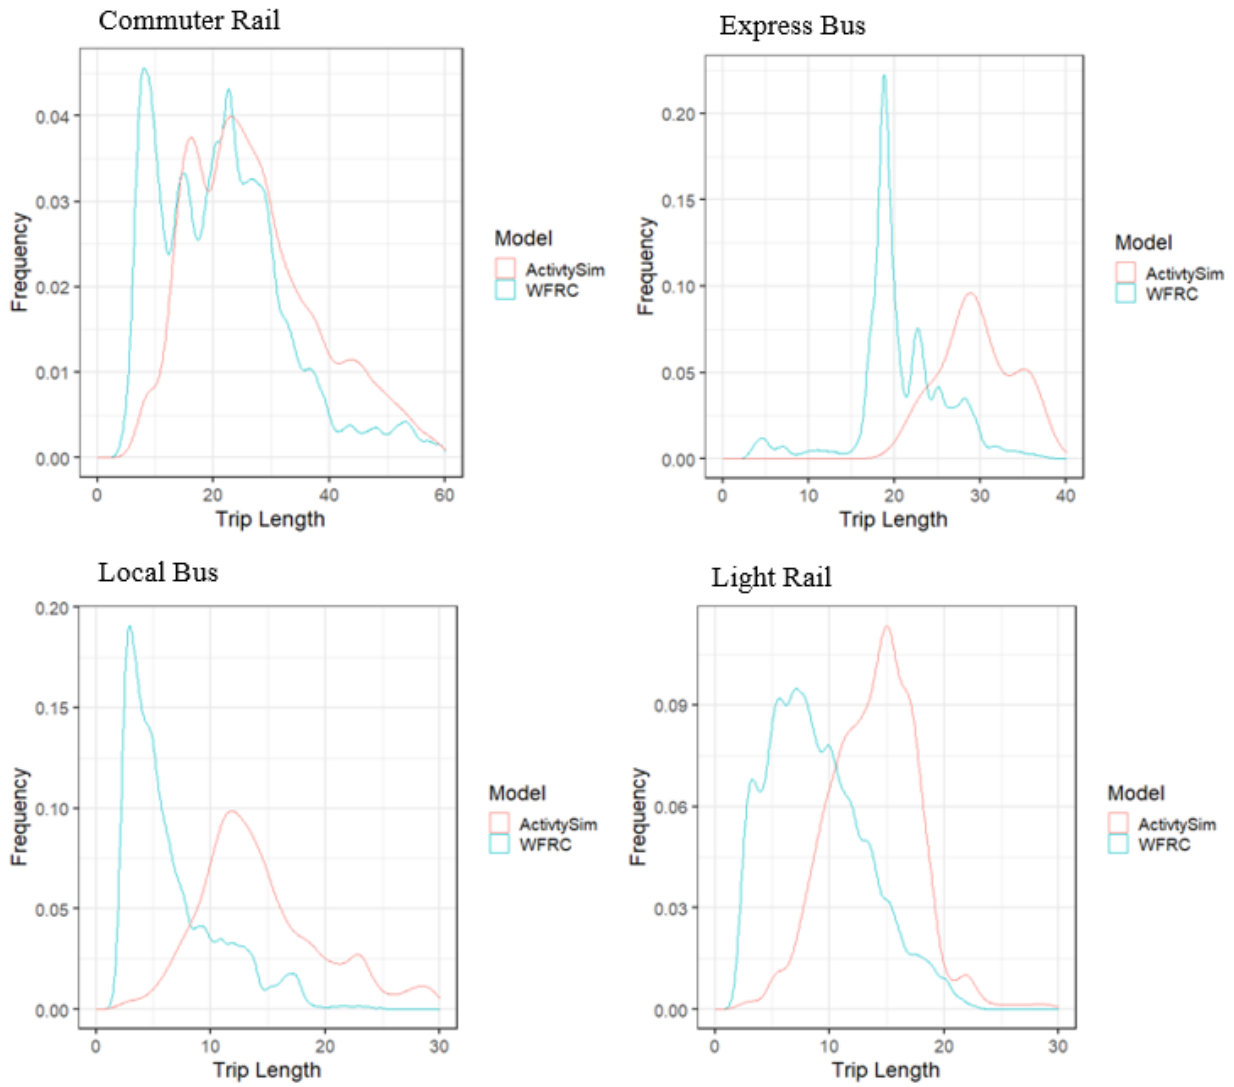 Commuter Rail
0.04
0.03
0.02
0.01
0.00
Frequency
0
20
40
60
Trip Length
Model
ActivtySim
WFRC
Express Bus
0.20
0.15
0.10
0.05
0.00
Frequency
0
10
20
30
40
Trip Length
Model
ActivtySim
WFRC
Local Bus
0.20
0.15
0.10
0.05
0.00
Frequency
0
10
20
30
Trip Length
Model
ActivtySim
WFRC
Light Rail
0.09
0.06
0.03
0.00
Frequency
0
10
20
30
Trip Length
Model
ActivtySim
WFRC